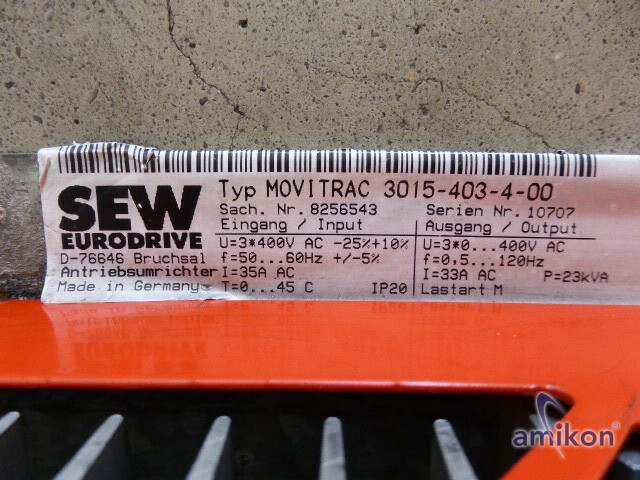 SEW
EURODRIVE
D-76646 Bruchsal
Antriebsumrichter
Made in Germany
Typ MOVITRAC 3015-403-4-00
Sach. Nr. 8256543 Serien Nr. 10707
Eingang / Input
U=3*400V AC -25%+10%
f=50...60Hz +/-5%
I=35A AC
T=0...45 C IP20
Ausgang / Output
U=3*0...400V AC
f=0,5...120Hz
I=33A AC P=23kVA
Lastart M
amikon